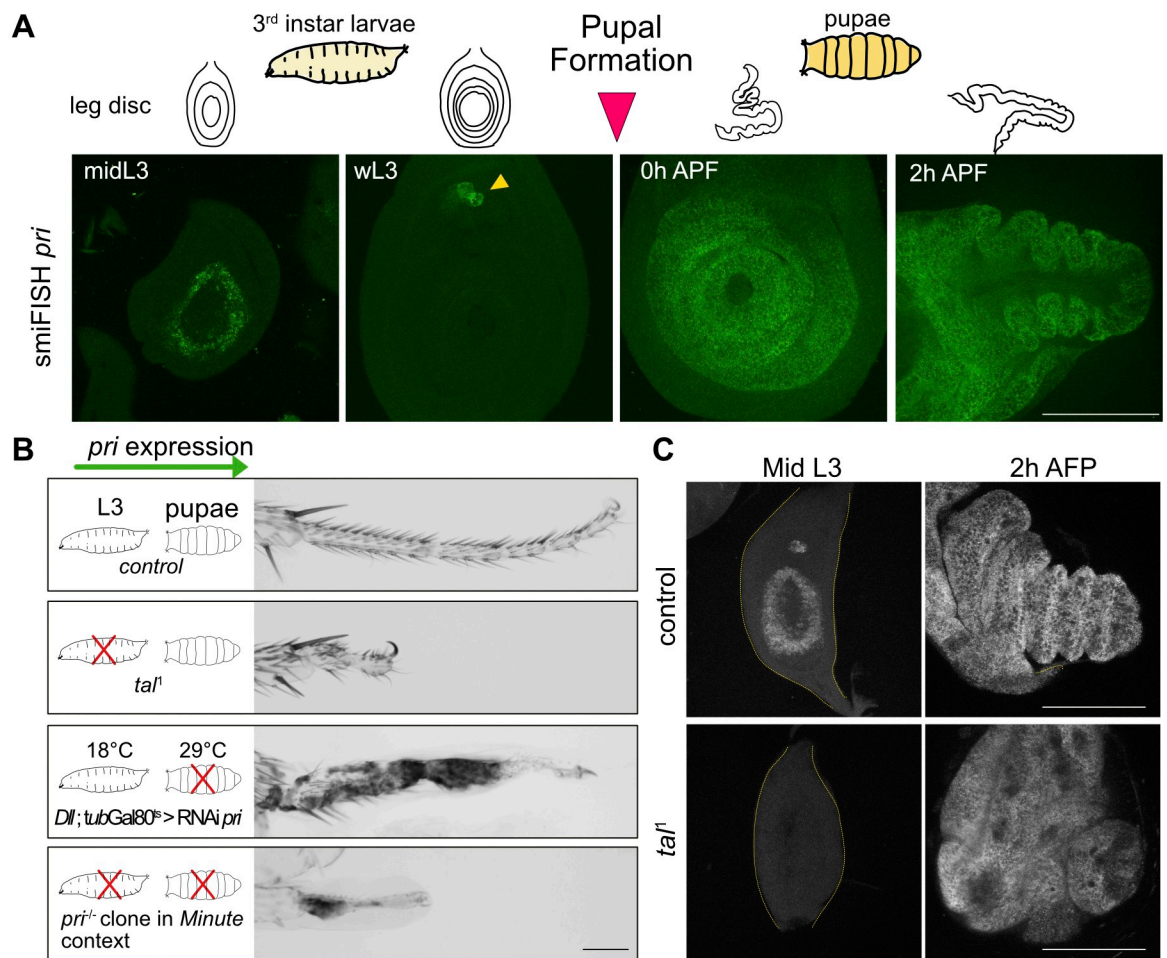 A
3rd instar larvae
Pupal
Formation
pupae
leg disc
smiFISH pri
midL3
wL3
0h APF
2h APF
B
pri expression
L3
pupae
control
tal1
18°C
29°C
Dll ; tubGal80ts > RNAi pri
pri-/- clone in Minute
context
C
Mid L3
2h AFP
control
tal1